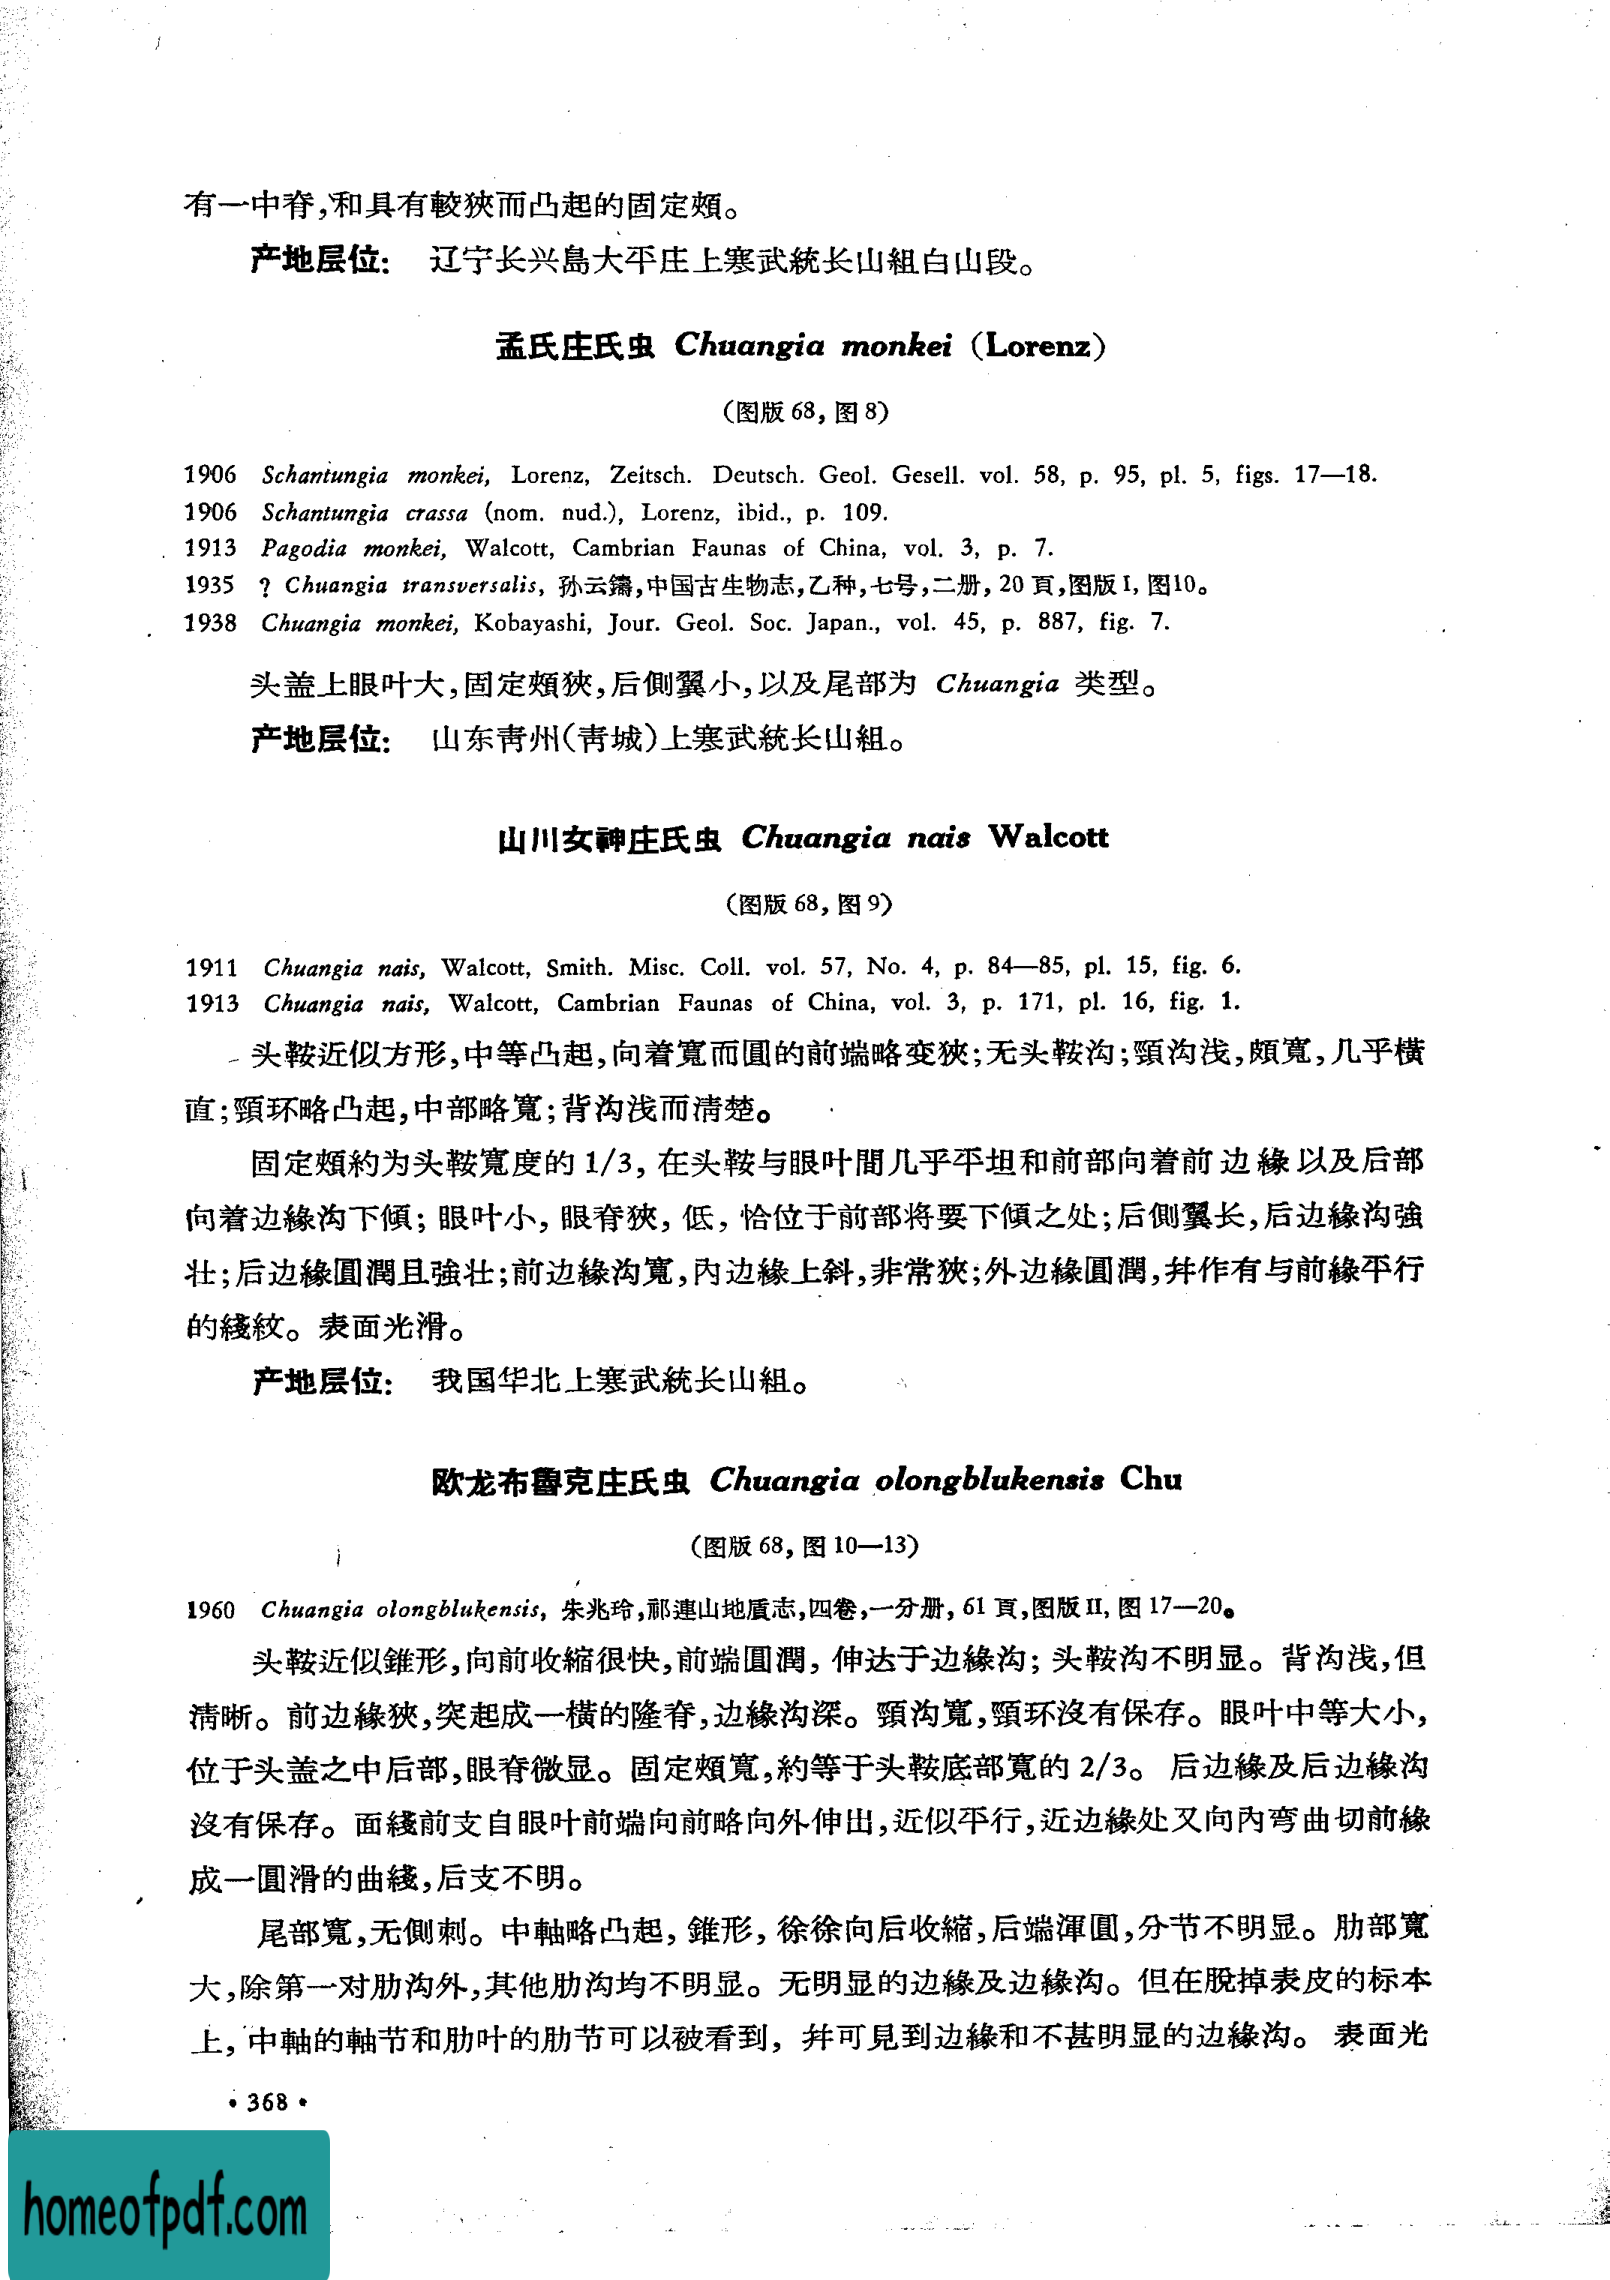 有一中脊,和具有較狹而凸起的固定頰。
产地层位: 辽宁长兴島大平庄上寒武統长山組白山段。
孟氏庄氏虫 Chuangia monkei (Lorenz)
(图版 68, 图 8)
1906 Schantungia monkei, Lorenz, Zeitsch. Deutsch. Geol. Gesell. vol. 58, p. 95, pl. 5, figs. 17—18.
1906 Schantungia crassa (nom. nud.), Lorenz, ibid., p. 109.
1913 Pagodia monkei, Walcott, Cambrian Faunas of China, vol. 3, p. 7.
1935 ? Chuangia transversalis, 孙云鑄,中国古生物志,乙种,七号,二册, 20 頁,图版 I, 图10。
1938 Chuangia monkei, Kobayashi, Jour. Geol. Soc. Japan., vol. 45, p. 887, fig. 7.
头盖上眼叶大,固定頰狹,后側翼小,以及尾部为 Chuangia 类型。
产地层位: 山东青州(青城)上寒武統长山組。
山川女神庄氏虫 Chuangia nais Walcott
(图版 68, 图 9)
1911 Chuangia nais, Walcott, Smith. Misc. Coll. vol. 57, No. 4, p. 84—85, pl. 15, fig. 6.
1913 Chuangia nais, Walcott, Cambrian Faunas of China, vol. 3, p. 171, pl. 16, fig. 1.
头鞍近似方形,中等凸起,向着寬而圓的前端略变狹;无头鞍沟;頸沟浅,頗寬,几乎橫
直;頸环略凸起,中部略寬;背沟浅而清楚。
固定頰約为头鞍寬度的 1/3, 在头鞍与眼叶間几乎平坦和前部向着前边緣以及后部
向着边緣沟下傾; 眼叶小, 眼脊狹, 低, 恰位于前部将要下傾之处;后側翼长,后边緣沟強
壮;后边緣圓潤且強壮;前边緣沟寬,內边緣上斜,非常狹;外边緣圓潤,幷作有与前緣平行
的綫紋。表面光滑。
产地层位: 我国华北上寒武統长山組。
欧龙布魯克庄氏虫 Chuangia olongblukensis Chu
(图版 68, 图 10—13)
1960 Chuangia olongblukensis, 朱兆玲,祁連山地质志,四卷,一分册, 61 頁,图版 II, 图 17—20。
头鞍近似錐形,向前收縮很快,前端圓潤, 伸达于边緣沟; 头鞍沟不明显。背沟浅,但
清晰。前边緣狹,突起成一橫的隆脊,边緣沟深。頸沟寬,頸环沒有保存。眼叶中等大小,
位于头盖之中后部,眼脊微显。固定頰寬,約等于头鞍底部寬的 2/3。后边緣及后边緣沟
沒有保存。面綫前支自眼叶前端向前略向外伸出,近似平行,近边緣处又向內弯曲切前緣
成一圓滑的曲綫,后支不明。
尾部寬,无側刺。中軸略凸起, 錐形, 徐徐向后收縮,后端渾圓,分节不明显。肋部寬
大,除第一对肋沟外,其他肋沟均不明显。无明显的边緣及边緣沟。但在脫掉表皮的标本
上, 中軸的軸节和肋叶的肋节可以被看到, 幷可見到边緣和不甚明显的边緣沟。表面光
• 368 •
homeofpdf.com